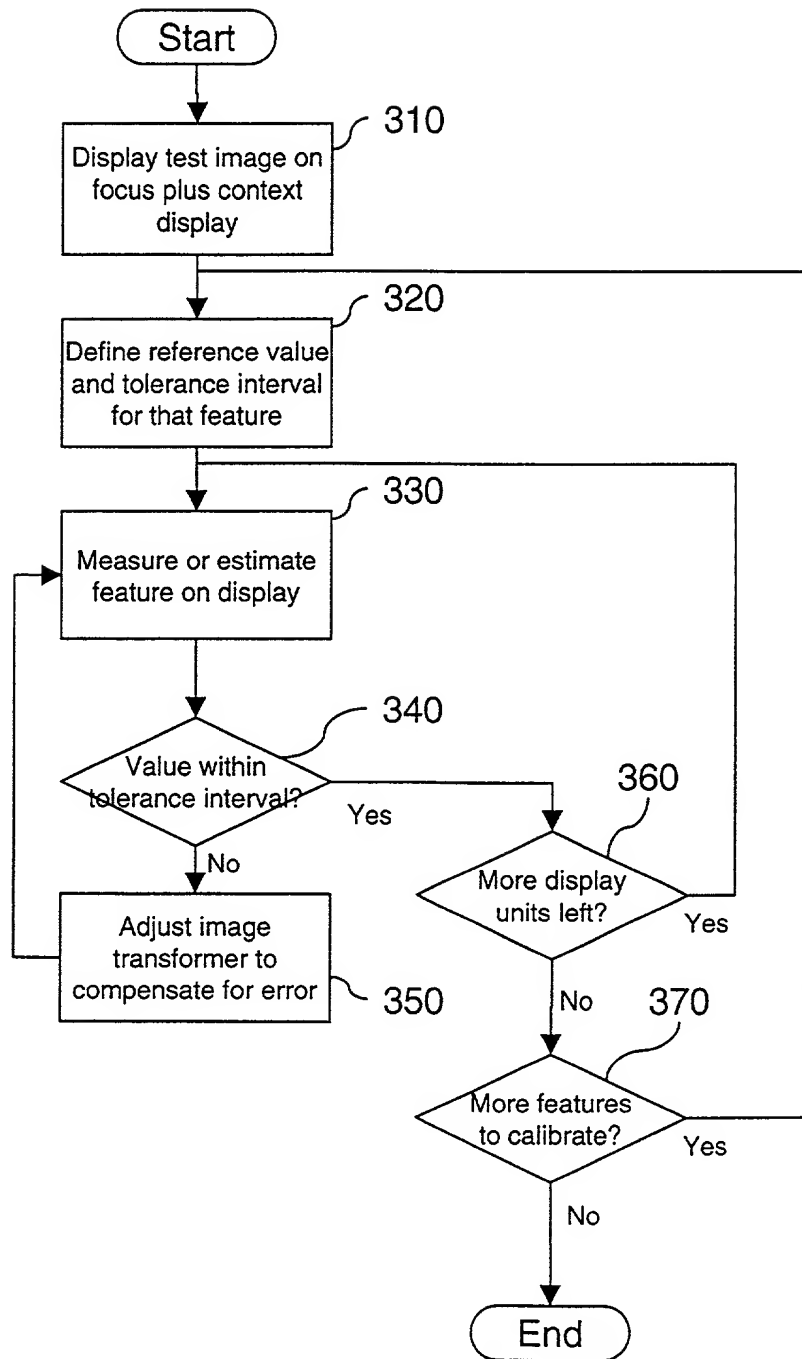 Start
310
Display test image on
focus plus context
display
320
Define reference value
and tolerance interval
for that feature
330
Measure or estimate
feature on display
340
Value within
tolerance interval?
Yes
No
360
More display
units left?
Yes
Adjust image
transformer to
compensate for error
350
No
370
More features
to calibrate?
Yes
No
End